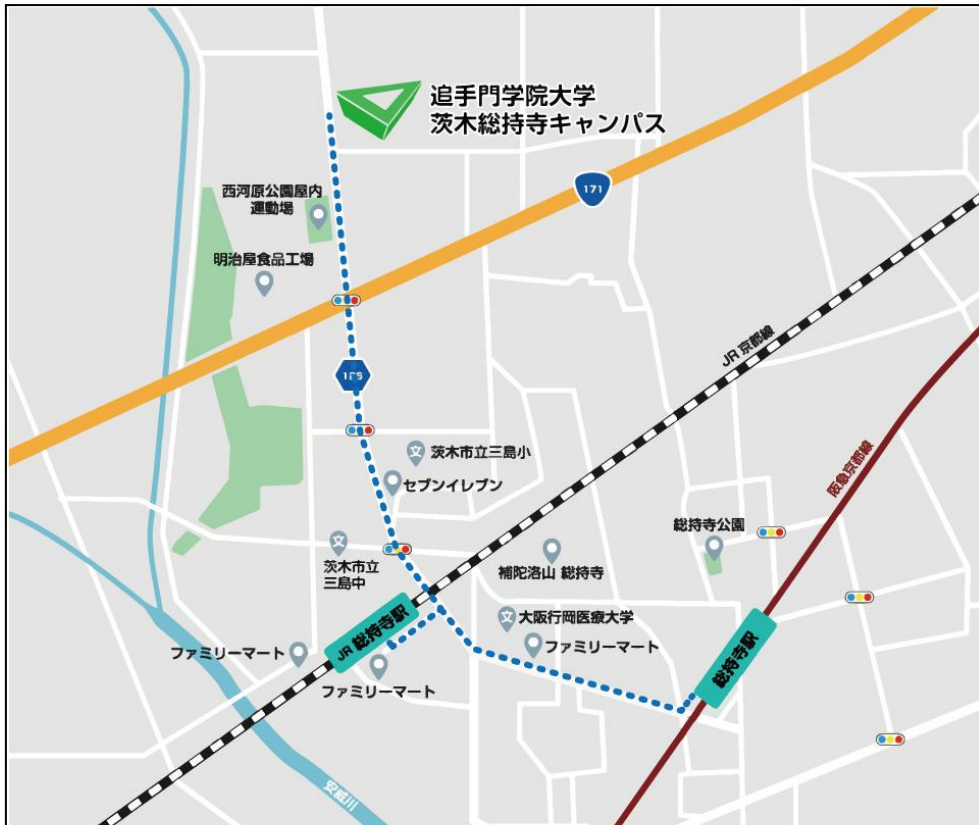 追手門学院大学
茨木総持寺キャンパス
171
西河原公園屋内
運動場
明治屋食品工場
JR 京都線
茨木市立三島小
セブンイレブン
阪急京都線
総持寺公園
茨木市立
三島中
補陀洛山 総持寺
大阪行岡医療大学
JR 総持寺駅
総持寺駅
ファミリーマート
ファミリーマート
ファミリーマート
安威川